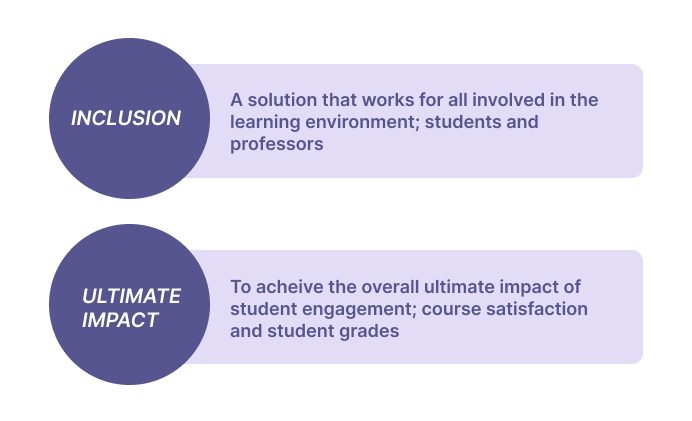 INCLUSION
A solution that works for all involved in the
learning environment; students and
professors
ULTIMATE
IMPACT
To acheive the overall ultimate impact of
student engagement; course satisfaction
and student grades